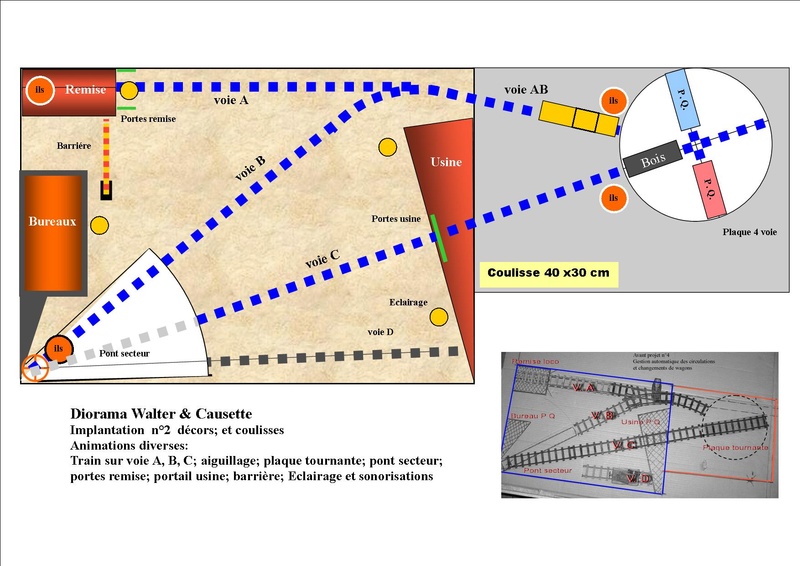 ils
Remise
Portes remise
voie A
voie AB
ils
P. Q.
Barriére
voie B
Usine
Bois
P. Q.
Bureaux
Portes usine
ils
Plaque 4 voie
voie C
Coulisse 40 x30 cm
Eclairage
voie D
ils
Pont secteur
Avant projet n°4
Gestion automatique des circulations
et changements de wagons
Remise loco
V. A
Bureau P Q
V. B
Usine P Q
V. C
Plaque tournante
Pont secteur
V. D
Diorama Walter & Causette
Implantation n°2 décors; et coulisses
Animations diverses:
Train sur voie A, B, C; aiguillage; plaque tournante; pont secteur;
portes remise; portail usine; barrière; Eclairage et sonorisations